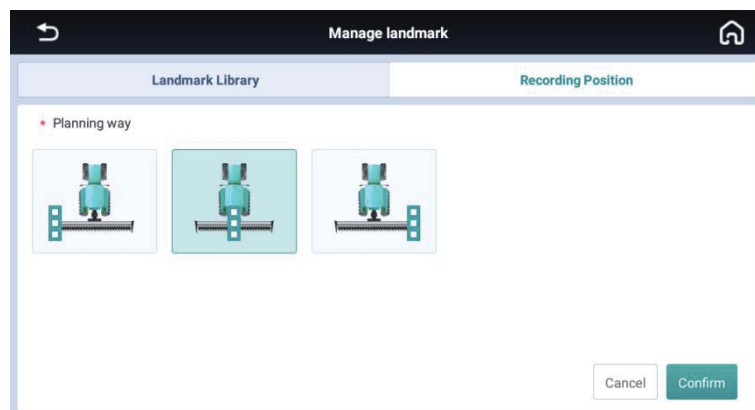 Manage landmark
Landmark Library
Recording Position
* Planning way
Cancel
Confirm